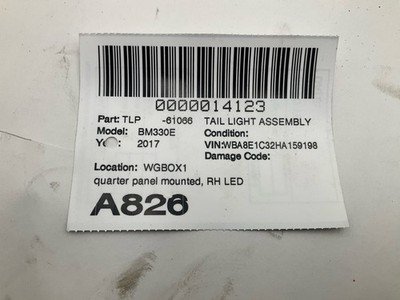 0000014123
Part: TLP -61066 TAIL LIGHT ASSEMBLY
Model: BM330E Condition:
2017 VIN:WBA8E1C32HA159198
Damage Code:
Location: WGBOX1
quarter panel mounted, RH LED
A826